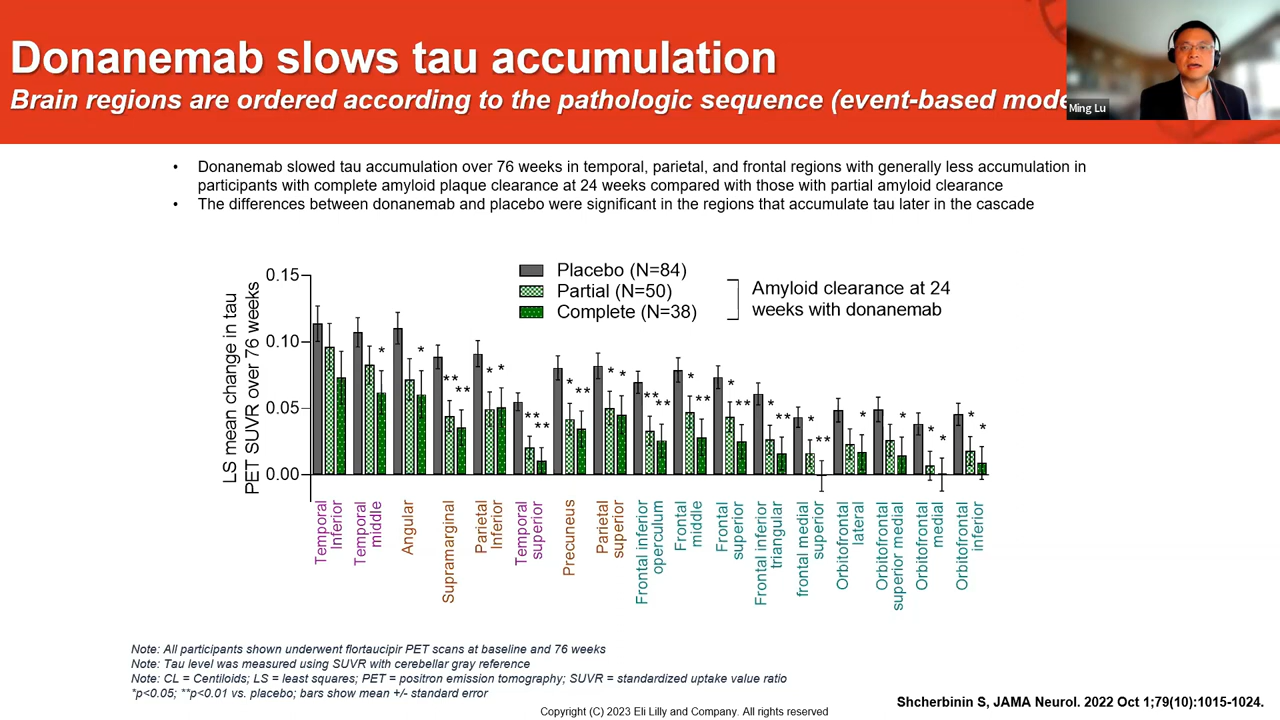 Donanemab slows tau accumulation
Brain regions are ordered according to the pathologic sequence (event-based mode
Ming Lu
• Donanemab slowed tau accumulation over 76 weeks in temporal, parietal, and frontal regions with generally less accumulation in
participants with complete amyloid plaque clearance at 24 weeks compared with those with partial amyloid clearance
• The differences between donanemab and placebo were significant in the regions that accumulate tau later in the cascade
LS mean change in tau
PET SUVR over 76 weeks
0.15
0.10
0.05
0.00
Placebo (N=84)
Partial (N=50)
Complete (N=38)
Amyloid clearance at 24
weeks with donanemab
* * ** ** * * ** ** * ** * * ** ** * ** * ** * ** * ** * * * * * *
Temporal
Inferior
Temporal
middle
Angular
Supramarginal
Parietal
Inferior
Temporal
superior
Precuneus
Parietal
superior
Frontal inferior
operculum
Frontal
middle
Frontal
superior
Frontal inferior
triangular
frontal medial
superior
Orbitofrontal
lateral
Orbitofrontal
superior medial
Orbitofrontal
medial
Orbitofrontal
inferior
Note: All participants shown underwent flortaucipir PET scans at baseline and 76 weeks
Note: Tau level was measured using SUVR with cerebellar gray reference
Note: CL = Centiloids; LS = least squares; PET = positron emission tomography; SUVR = standardized uptake value ratio
*p<0.05; **p<0.01 vs. placebo; bars show mean +/- standard error
Copyright (C) 2023 Eli Lilly and Company. All rights reserved
Shcherbinin S, JAMA Neurol. 2022 Oct 1;79(10):1015-1024.